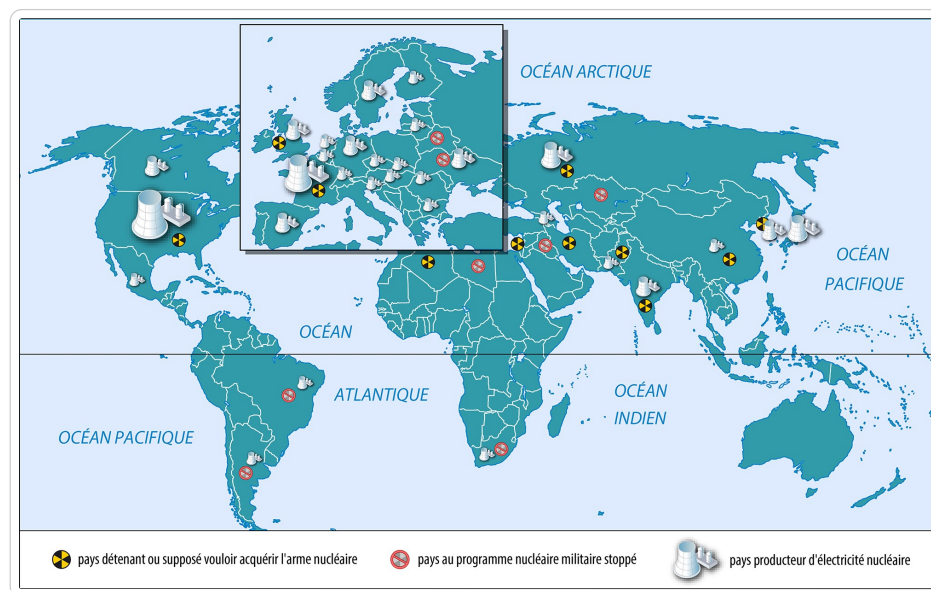 OCÉAN ARCTIQUE
OCÉAN
PACIFIQUE
OCÉAN
ATLANTIQUE
OCÉAN
INDIEN
OCÉAN PACIFIQUE
pays détenant ou supposé vouloir acquérir l'arme nucléaire
pays au programme nucléaire militaire stoppé
pays producteur d'électricité nucléaire